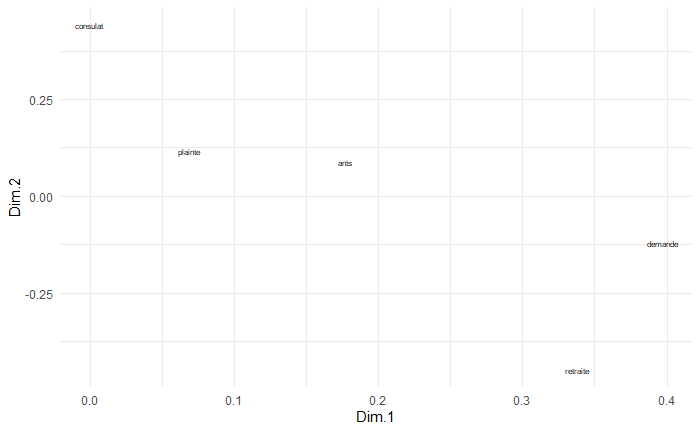 consulat
0.25
plainte
ants
Dim.2
0.00
demande
-0.25
retraite
0.0
0.1
0.2
0.3
0.4
Dim.1